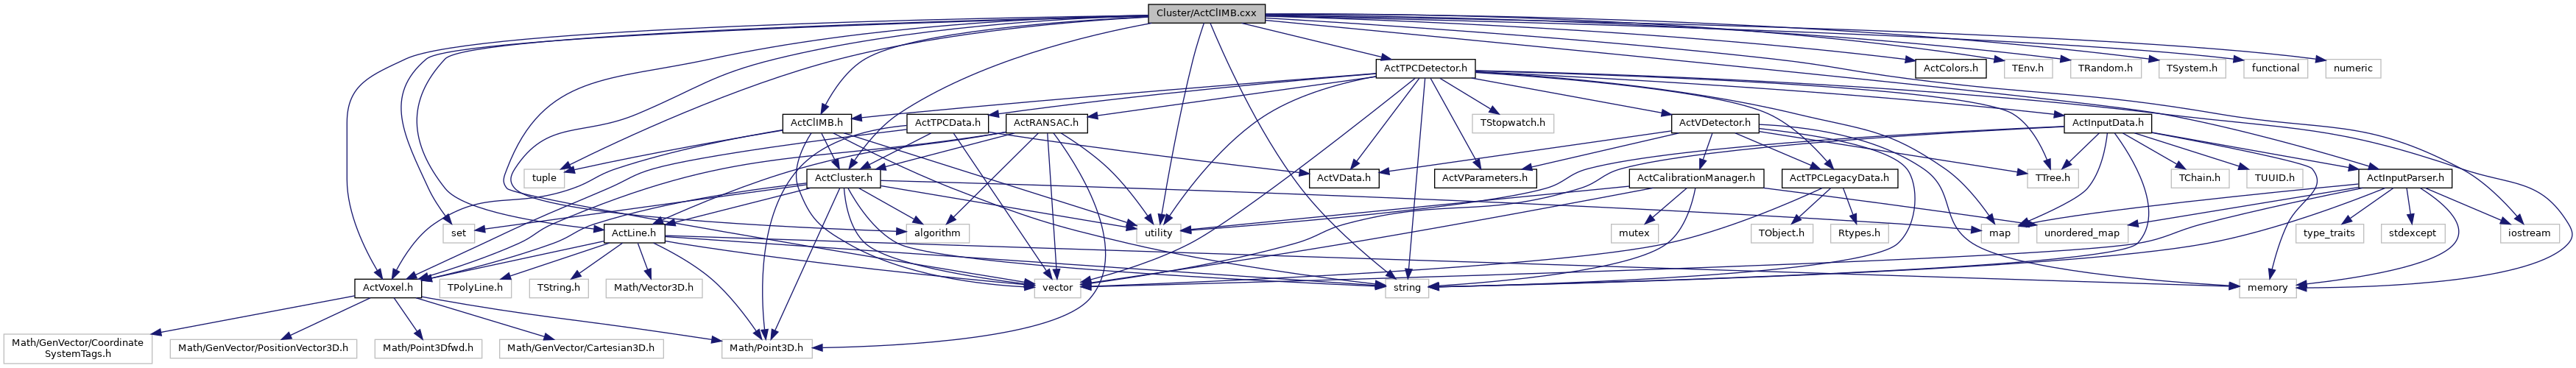 Cluster/ActClIMB.cxx
ActTPCDetector.h
ActColors.h
TEnv.h
TRandom.h
TSystem.h
functional
numeric
ActClIMB.h
ActTPCData.h
ActRANSAC.h
TStopwatch.h
ActVDetector.h
ActInputData.h
tuple
ActCluster.h
ActVData.h
ActVParameters.h
ActCalibrationManager.h
ActTPCLegacyData.h
TTree.h
TChain.h
TUUID.h
ActInputParser.h
set
ActLine.h
algorithm
utility
mutex
TObject.h
Rtypes.h
map
unordered_map
type_traits
stdexcept
iostream
ActVoxel.h
TPolyLine.h
TString.h
Math/Vector3D.h
vector
string
memory
Math/GenVector/Coordinate
SystemTags.h
Math/GenVector/PositionVector3D.h
Math/Point3Dfwd.h
Math/GenVector/Cartesian3D.h
Math/Point3D.h